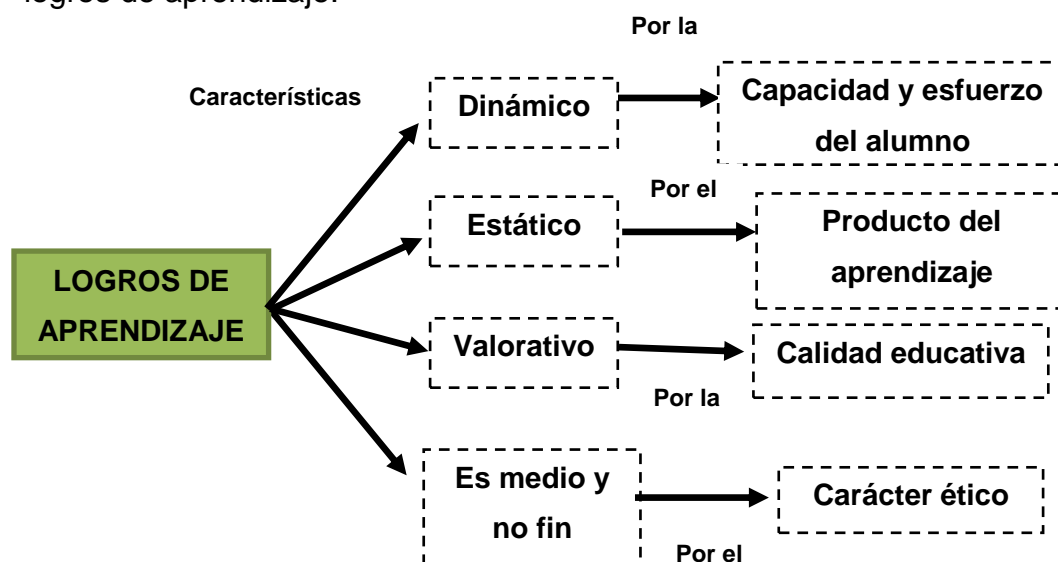 logros de aprendizaje.
Por la
Características
Dinámico
Capacidad y esfuerzo
del alumno
Por el
Estático
Producto del
aprendizaje
LOGROS DE
APRENDIZAJE
Valorativo
Calidad educativa
Por la
Es medio y
no fin
Carácter ético
Por el